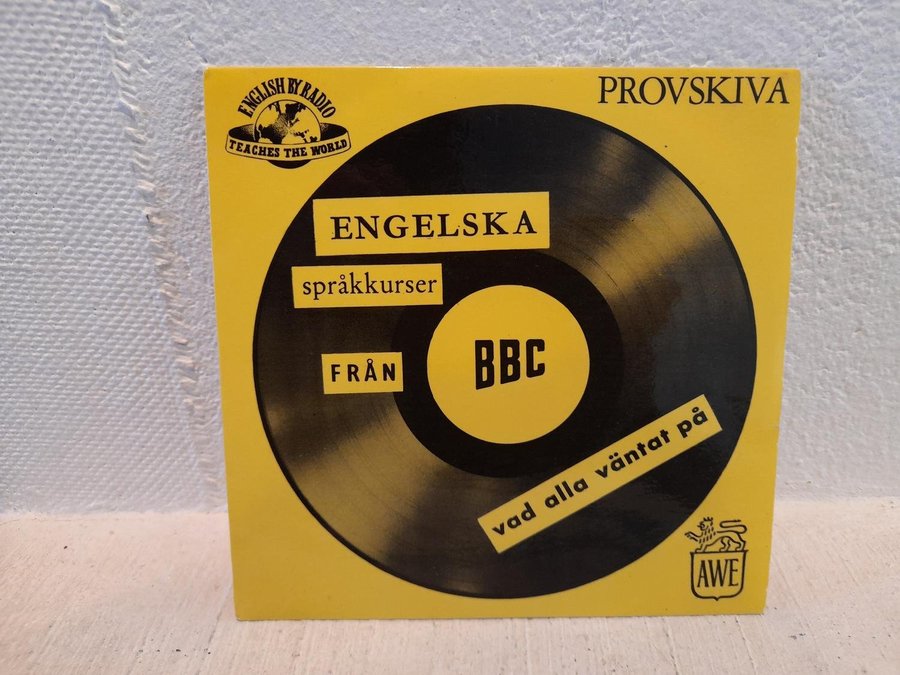 ENGLISH BY RADIO
TEACHES THE WORLD
PROVSKIVA
ENGELSKA
språkkurser
FRÅN
BBC
vad alla väntat på
AWE